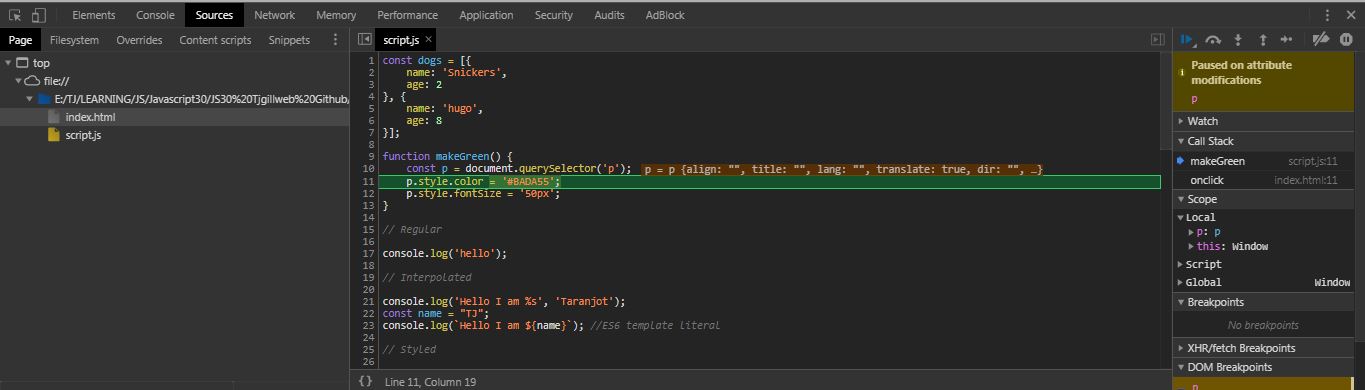 Elements Console Sources Network Memory Performance Application Security Audits AdBlock
Page Filesystem Overrides Content scripts Snippets
top
file://
E:/TJ/LEARNING/JS/Javascript30/JS30%20Tjgillweb%20Github/
index.html
script.js
script.js ×
1 const dogs = [{
2 name: 'Snickers',
3 age: 2
4 }, {
5 name: 'hugo',
6 age: 8
7 }];
8
9 function makeGreen() {
10 const p = document.querySelector('p'); p = p {align: "", title: "", lang: "", translate: true, dir: "", …}
11 p.style.color = '#BADA55';
12 p.style.fontSize = '50px';
13 }
14
15 // Regular
16
17 console.log('hello');
18
19 // Interpolated
20
21 console.log('Hello I am %s', 'Taranjot');
22 const name = "TJ";
23 console.log(`Hello I am ${name}`); //ES6 template literal
24
25 // Styled
26
{} Line 11, Column 19
Paused on attribute
modifications
p
Watch
Call Stack
makeGreen script.js:11
onclick index.html:11
Scope
Local
p: p
this: Window
Script
Global Window
Breakpoints
No breakpoints
XHR/fetch Breakpoints
DOM Breakpoints
p